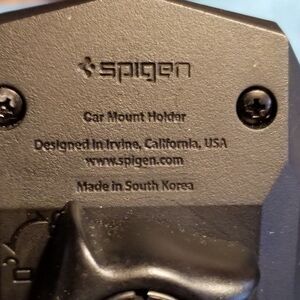 spigen
Car Mount Holder
Designed in Irvine, California, USA
www.spigen.com
Made in South Korea